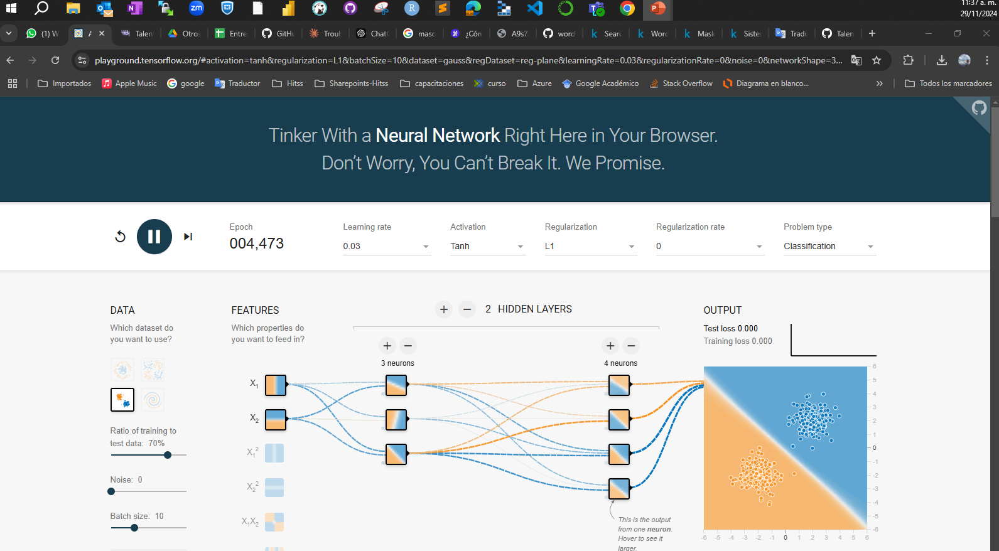 11:37 a. m.
29/11/2024
zm
(1) W
A
Talen
Otros
Entre
GitHu
Troub
Chat
masc
¿Cón
A9s7
word
Searc
Word
Mask
Siste
Tradu
Talen
playground.tensorflow.org/#activation=tanh&regularization=L1&batchSize=10&dataset=gauss&regDataset=reg-plane&learningRate=0.03&regularizationRate=0&noise=0&networkShape=3...
Importados
Apple Music
google
Traductor
Hitss
Sharepoints-Hitss
capacitaciones
curso
Azure
Google Académico
Stack Overflow
Diagrama en blanco...
Todos los marcadores
Tinker With a Neural Network Right Here in Your Browser.
Don't Worry, You Can't Break It. We Promise.
Epoch
004,473
Learning rate
0.03
Activation
Tanh
Regularization
L1
Regularization rate
0
Problem type
Classification
DATA
Which dataset do
you want to use?
Ratio of training to
test data: 70%
Noise: 0
Batch size: 10
FEATURES
Which properties do
you want to feed in?
X1
X2
X1²
X2²
X1X2
+ − 2 HIDDEN LAYERS
+ −
3 neurons
+ −
4 neurons
This is the output
from one neuron.
Hover to see it
larger.
OUTPUT
Test loss 0.000
Training loss 0.000
6
5
4
3
2
1
0
-1
-2
-3
-4
-5
-6
-6 -5 -4 -3 -2 -1 0 1 2 3 4 5 6